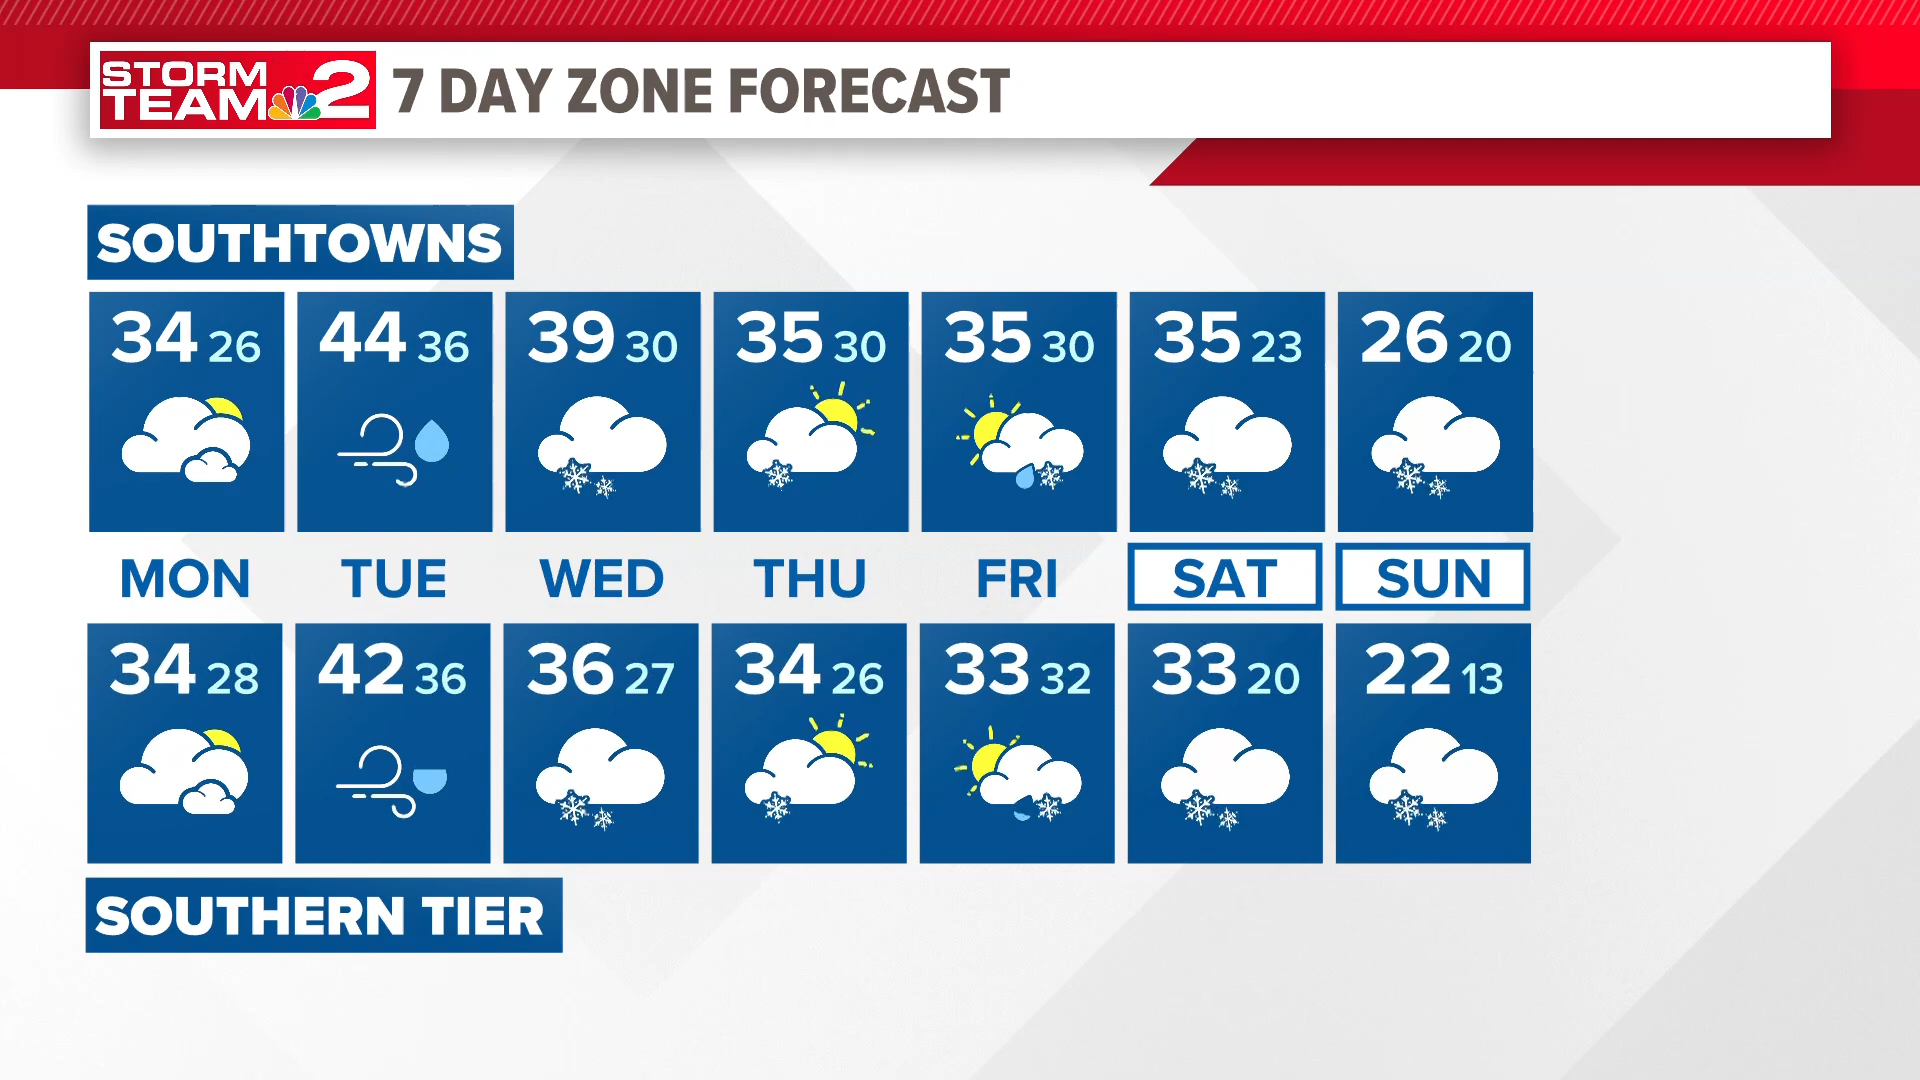 STORM
TEAM 2
7 DAY ZONE FORECAST
SOUTHTOWNS
34 26
44 36
39 30
35 30
35 30
35 23
26 20
MON
TUE
WED
THU
FRI
SAT
SUN
34 28
42 36
36 27
34 26
33 32
33 20
22 13
SOUTHERN TIER